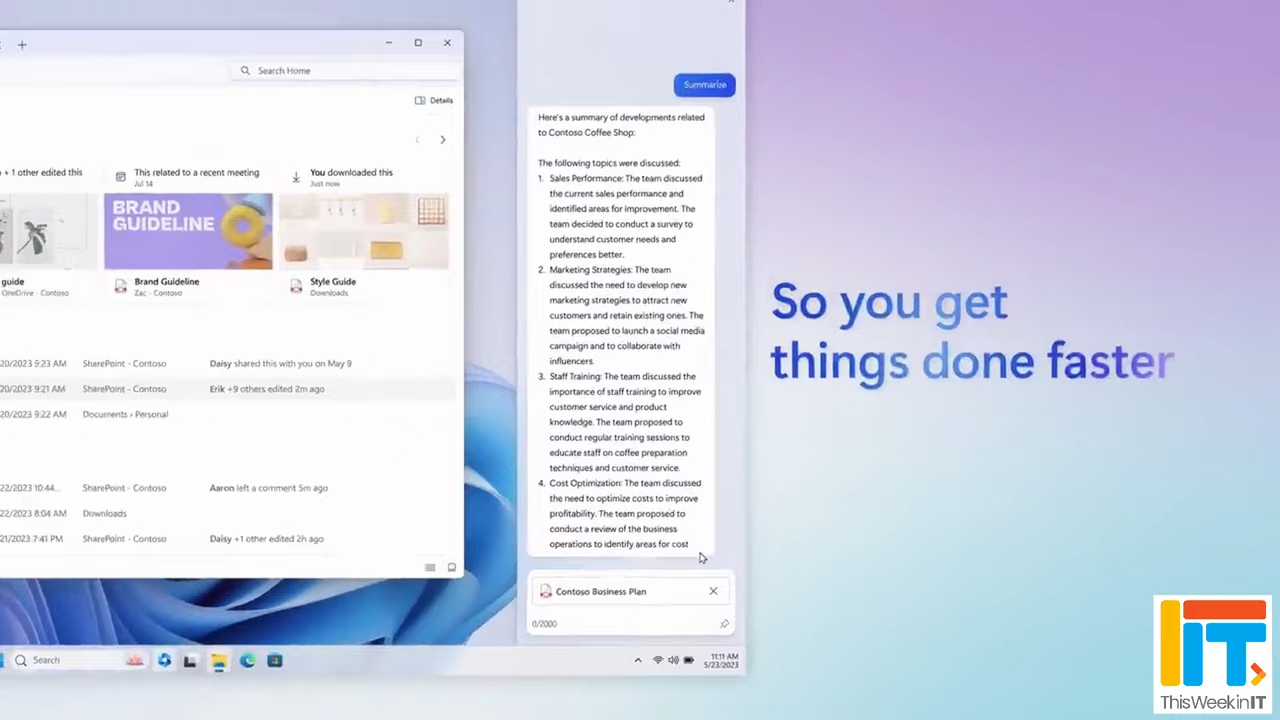 Search Home
Details
+ 1 other edited this
This related to a recent meeting
Jul 14
You downloaded this
Just now
BRAND
GUIDELINE
guide
OneDrive - Contoso
Brand Guideline
Zac - Contoso
Style Guide
Downloads
20/2023 9:23 AM SharePoint - Contoso Daisy shared this with you on May 9
20/2023 9:21 AM SharePoint - Contoso Erik +9 others edited 2m ago
20/2023 9:22 AM Documents › Personal
22/2023 10:44... SharePoint - Contoso Aaron left a comment 5m ago
22/2023 8:04 AM Downloads
21/2023 7:41 PM SharePoint - Contoso Daisy +1 other edited 2h ago
Summarize
Here's a summary of developments related
to Contoso Coffee Shop:
The following topics were discussed:
1. Sales Performance: The team discussed
the current sales performance and
identified areas for improvement. The
team decided to conduct a survey to
understand customer needs and
preferences better.
2. Marketing Strategies: The team
discussed the need to develop new
marketing strategies to attract new
customers and retain existing ones. The
team proposed to launch a social media
campaign and to collaborate with
influencers.
3. Staff Training: The team discussed the
importance of staff training to improve
customer service and product
knowledge. The team proposed to
conduct regular training sessions to
educate staff on coffee preparation
techniques and customer service.
4. Cost Optimization: The team discussed
the need to optimize costs to improve
profitability. The team proposed to
conduct a review of the business
operations to identify areas for cost
Contoso Business Plan
0/2000
Search
11:11 AM
5/23/2023
So you get
things done faster
IT
ThisWeekinIT